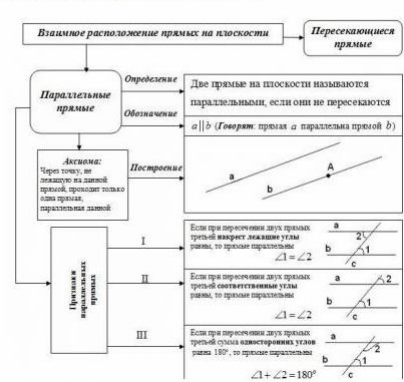 Взаимное расположение прямых на плоскости
Пересекающиеся
прямые
Параллельные
прямые
Определение
Две прямые на плоскости называются
параллельными, если они не пересекаются
Обозначение
a||b (Говорят: прямая a параллельна прямой b)
Аксиома:
Через точку, не
лежащую на данной
прямой, проходит только
одна прямая,
параллельная данной
Построение
a
b
A
Признаки
параллельных
прямых
I
Если при пересечении двух прямых
третьей накрест лежащие углы
равны, то прямые параллельны
∠1=∠2
a
2
b
1
c
II
Если при пересечении двух прямых
третьей соответственные углы
равны, то прямые параллельны
∠1=∠2
a
2
b
1
c
III
Если при пересечении двух прямых
третьей сумма односторонних углов
равна 180°, то прямые параллельны
∠1+∠2=180°
a
2
b
1
c